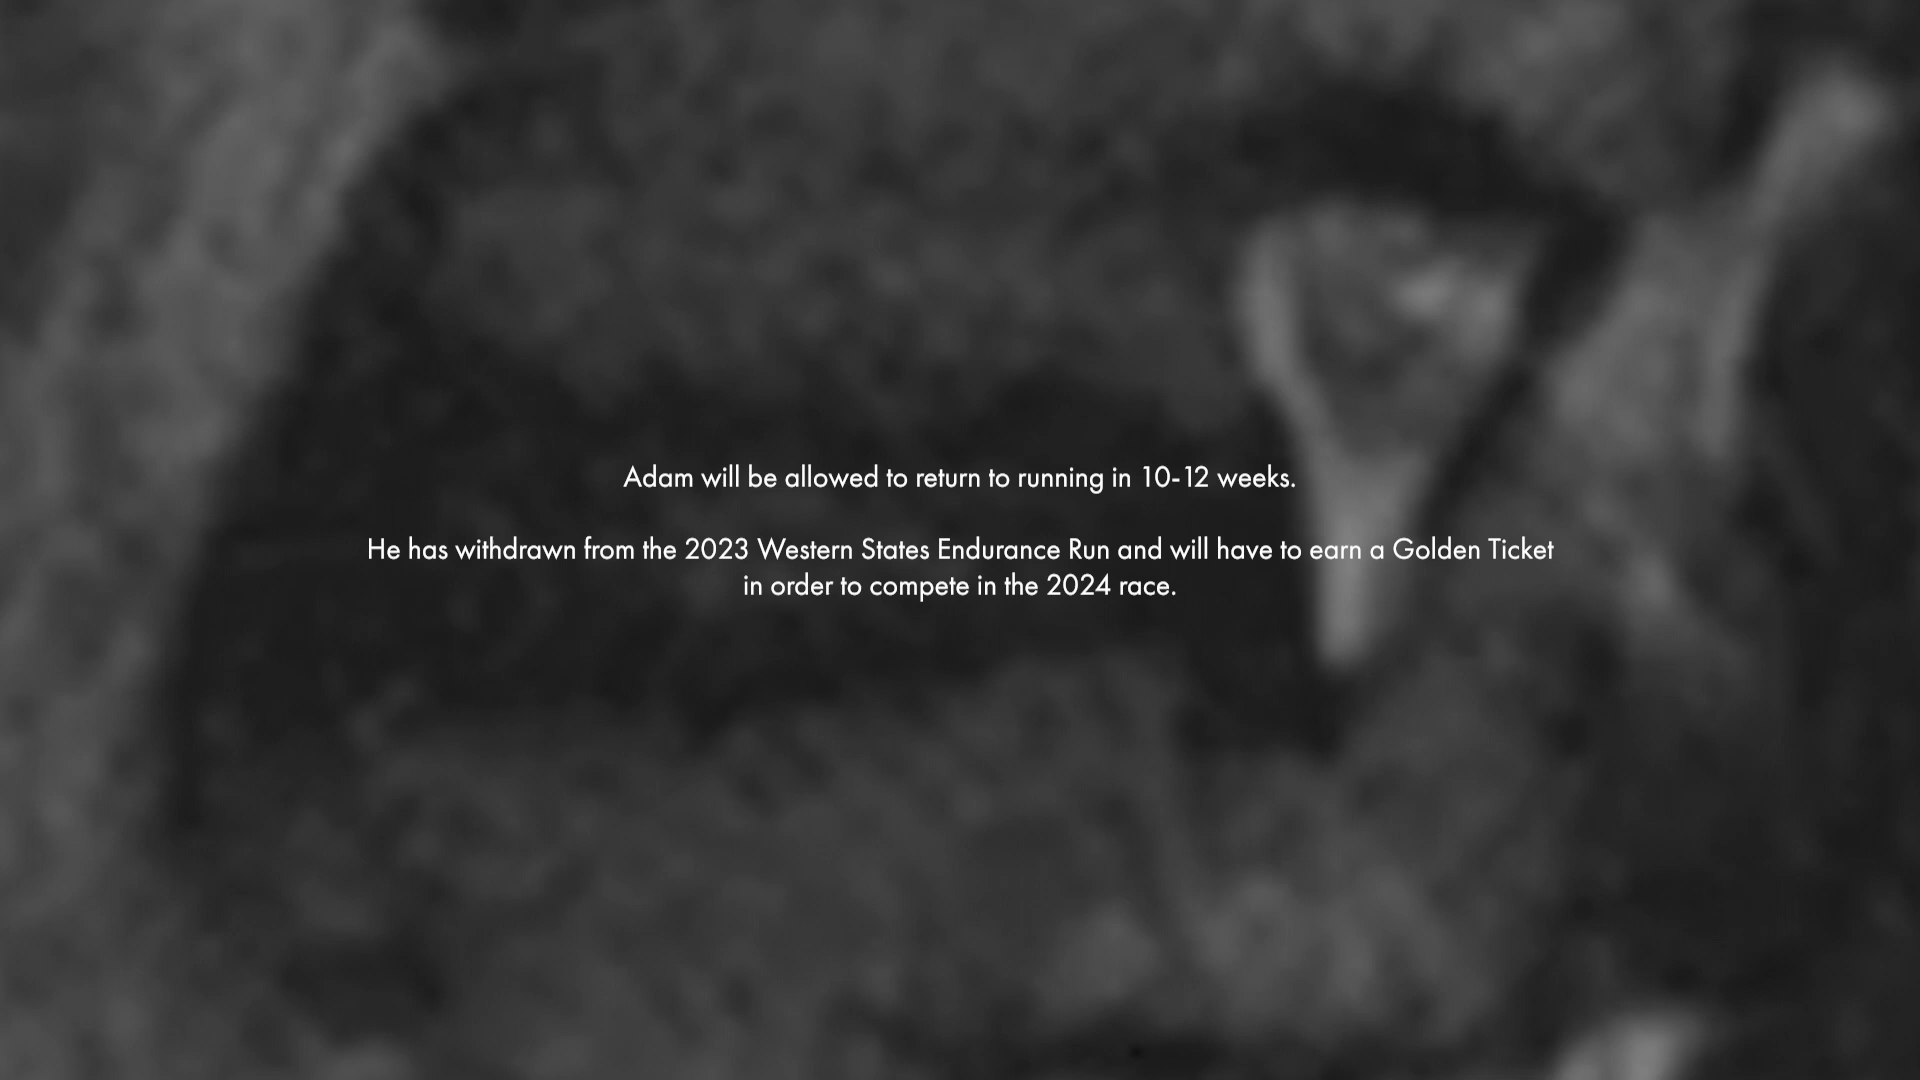 Adam will be allowed to return to running in 10-12 weeks.
He has withdrawn from the 2023 Western States Endurance Run and will have to earn a Golden Ticket
in order to compete in the 2024 race.